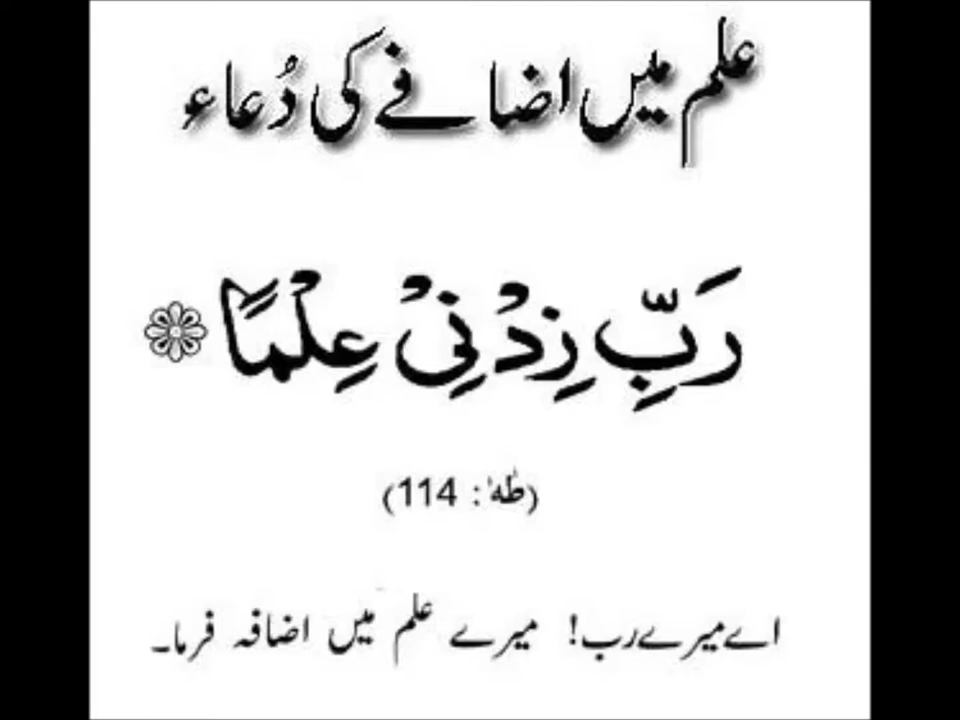 علم میں اضافے کی دُعاء
رَبِّ زِدْنِیْ عِلْمًا
(طٰهٰ: 114)
اے میرے رب! میرے علم میں اضافہ فرما۔